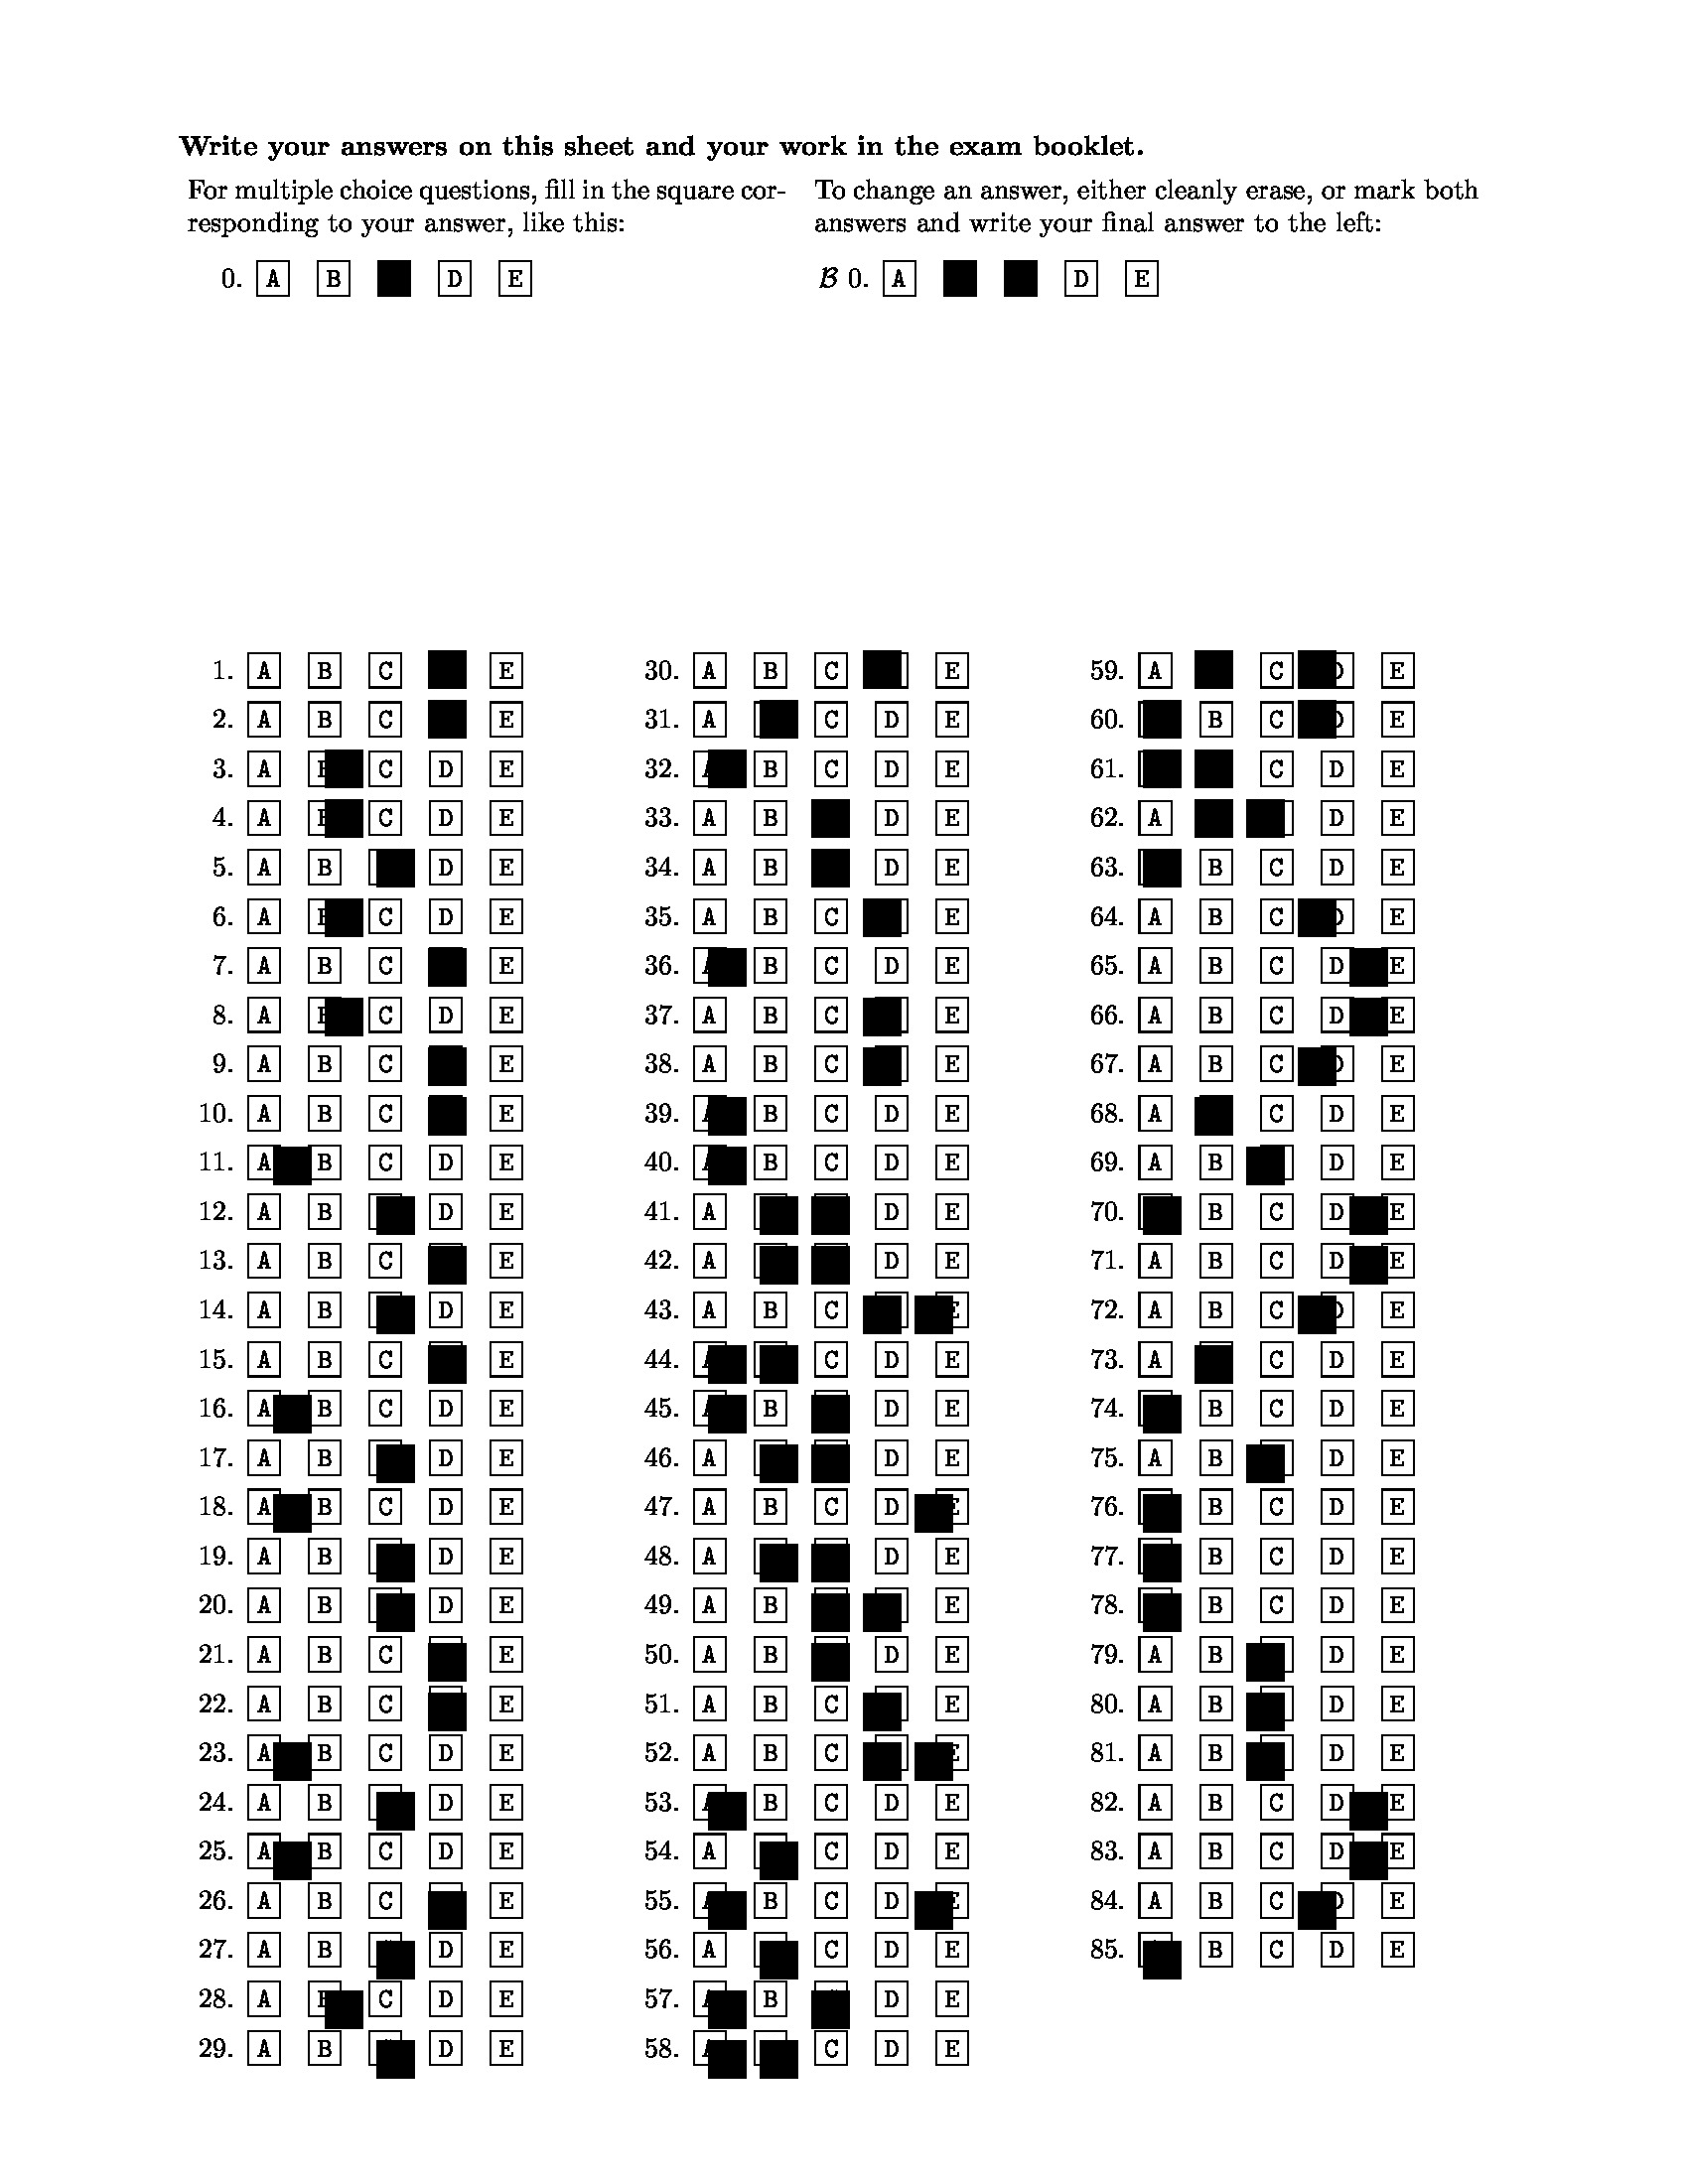 Write your answers on this sheet and your work in the exam booklet.
For multiple choice questions, fill in the square cor-
responding to your answer, like this:
0. A B D E
To change an answer, either cleanly erase, or mark both
answers and write your final answer to the left:
B 0. A D E
1. A B C E
2. A B C E
3. A C D E
4. A C D E
5. A B D E
6. A C D E
7. A B C E
8. A C D E
9. A B C E
10. A B C E
11. A B C D E
12. A B D E
13. A B C E
14. A B D E
15. A B C E
16. A B C D E
17. A B D E
18. A B C D E
19. A B D E
20. A B D E
21. A B C E
22. A B C E
23. A B C D E
24. A B D E
25. A B C D E
26. A B C E
27. A B D E
28. A C D E
29. A B D E
30. A B C E
31. A C D E
32. B C D E
33. A B D E
34. A B D E
35. A B C E
36. B C D E
37. A B C E
38. A B C E
39. B C D E
40. B C D E
41. A D E
42. A D E
43. A B C
44. C D E
45. B D E
46. A D E
47. A B C D
48. A D E
49. A B E
50. A B D E
51. A B C E
52. A B C
53. B C D E
54. A C D E
55. B C D
56. A C D E
57. B D E
58. C D E
59. A C E
60. B C E
61. C D E
62. A D E
63. B C D E
64. A B C E
65. A B C D E
66. A B C D E
67. A B C E
68. A C D E
69. A B D E
70. B C D E
71. A B C D E
72. A B C E
73. A C D E
74. B C D E
75. A B D E
76. B C D E
77. B C D E
78. B C D E
79. A B D E
80. A B D E
81. A B D E
82. A B C D E
83. A B C D E
84. A B C E
85. B C D E